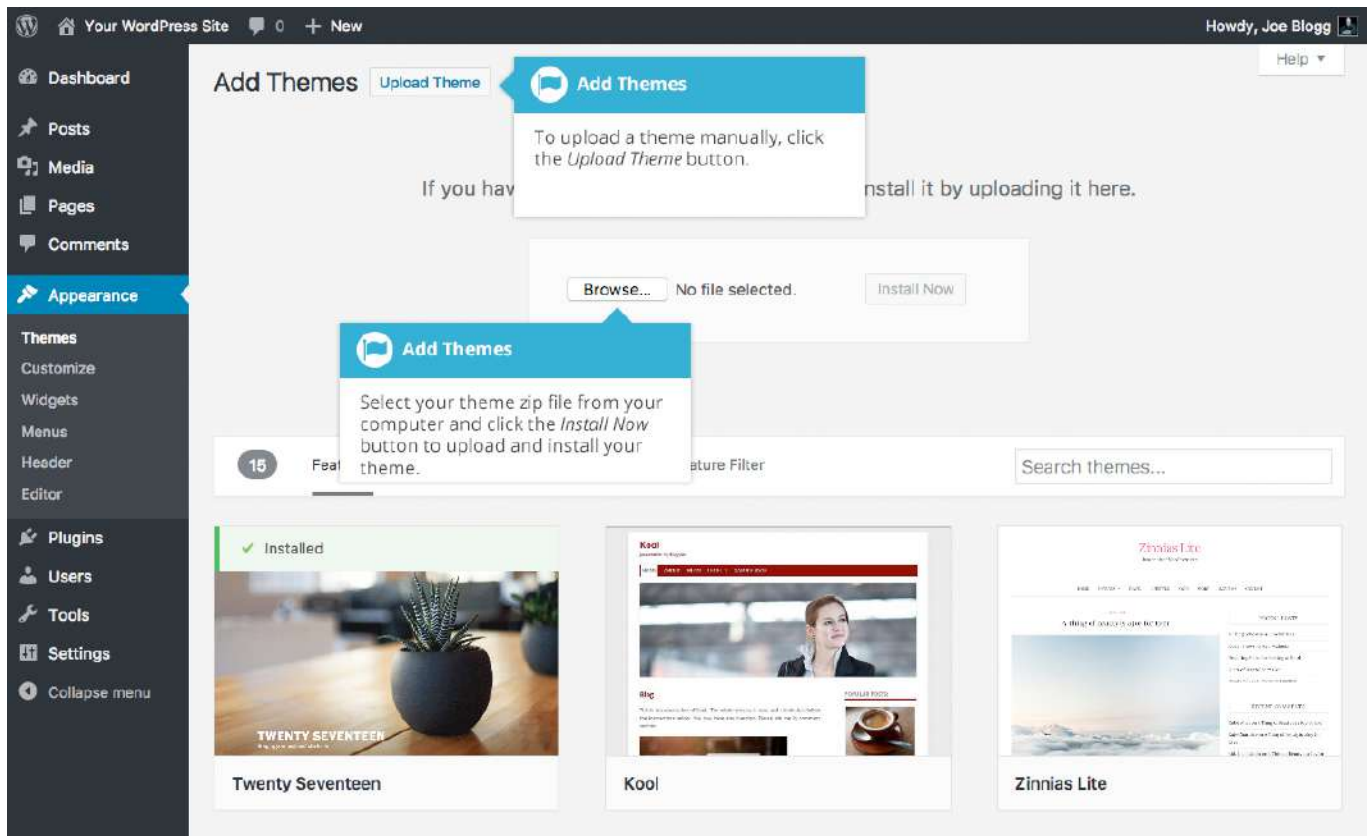 Your WordPress Site 0 + New Howdy, Joe Blogg
Help
Dashboard
Posts
Media
Pages
Comments
Appearance
Themes
Customize
Widgets
Menus
Header
Editor
Plugins
Users
Tools
Settings
Collapse menu
Add Themes Upload Theme
Add Themes
To upload a theme manually, click
the Upload Theme button.
If you hav nstall it by uploading it here.
Browse... No file selected. Install Now
Add Themes
Select your theme zip file from your
computer and click the Install Now
button to upload and install your
theme.
15 Feat ature Filter Search themes...
Installed
TWENTY SEVENTEEN
Twenty Seventeen
Kool
Blog
POPULAR POSTS
Kool
Zinnias Lite
Zinnias Lite